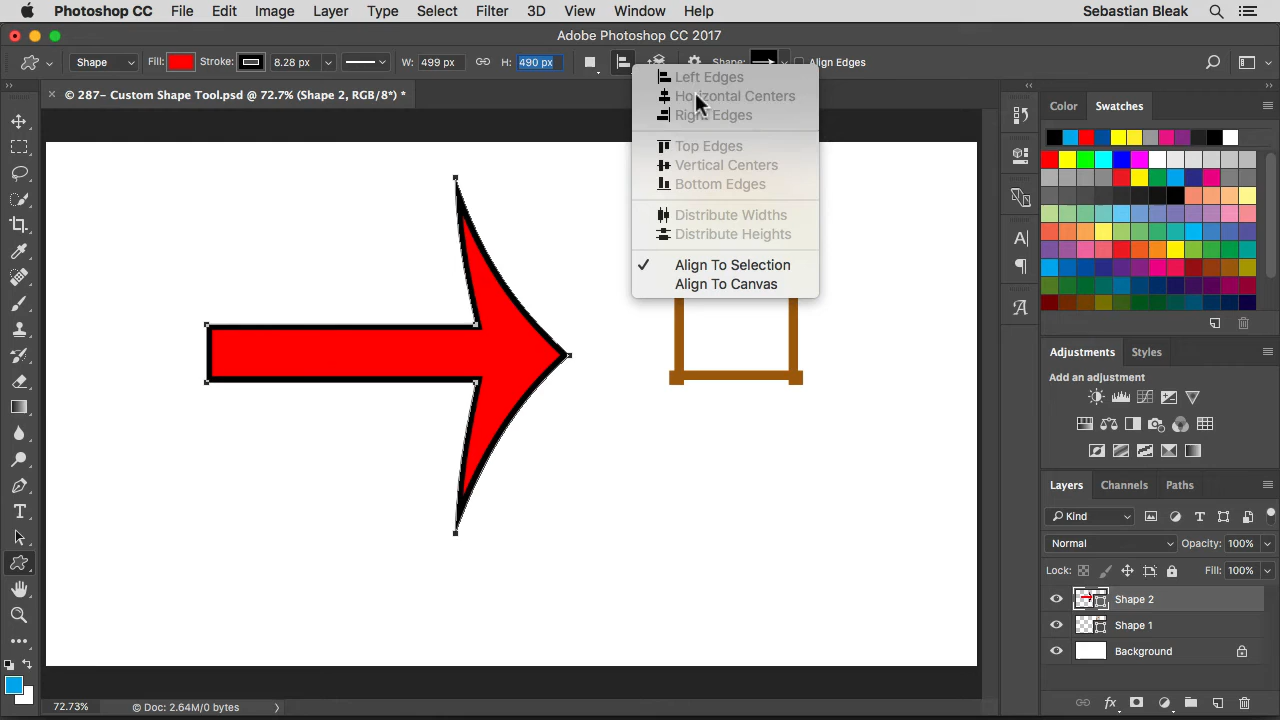 Photoshop CC File Edit Image Layer Type Select Filter 3D View Window Help Sebastian Bleak
Adobe Photoshop CC 2017
Shape Fill: Stroke: 8.28 px W: 499 px H: 490 px Shape: Align Edges
© 287- Custom Shape Tool.psd @ 72.7% (Shape 2, RGB/8*) *
Left Edges
Horizontal Centers
Right Edges
Top Edges
Vertical Centers
Bottom Edges
Distribute Widths
Distribute Heights
Align To Selection
Align To Canvas
Color Swatches
Adjustments Styles
Add an adjustment
Layers Channels Paths
Kind
Normal Opacity: 100%
Lock: Fill: 100%
Shape 2
Shape 1
Background
fx
72.73% © Doc: 2.64M/0 bytes